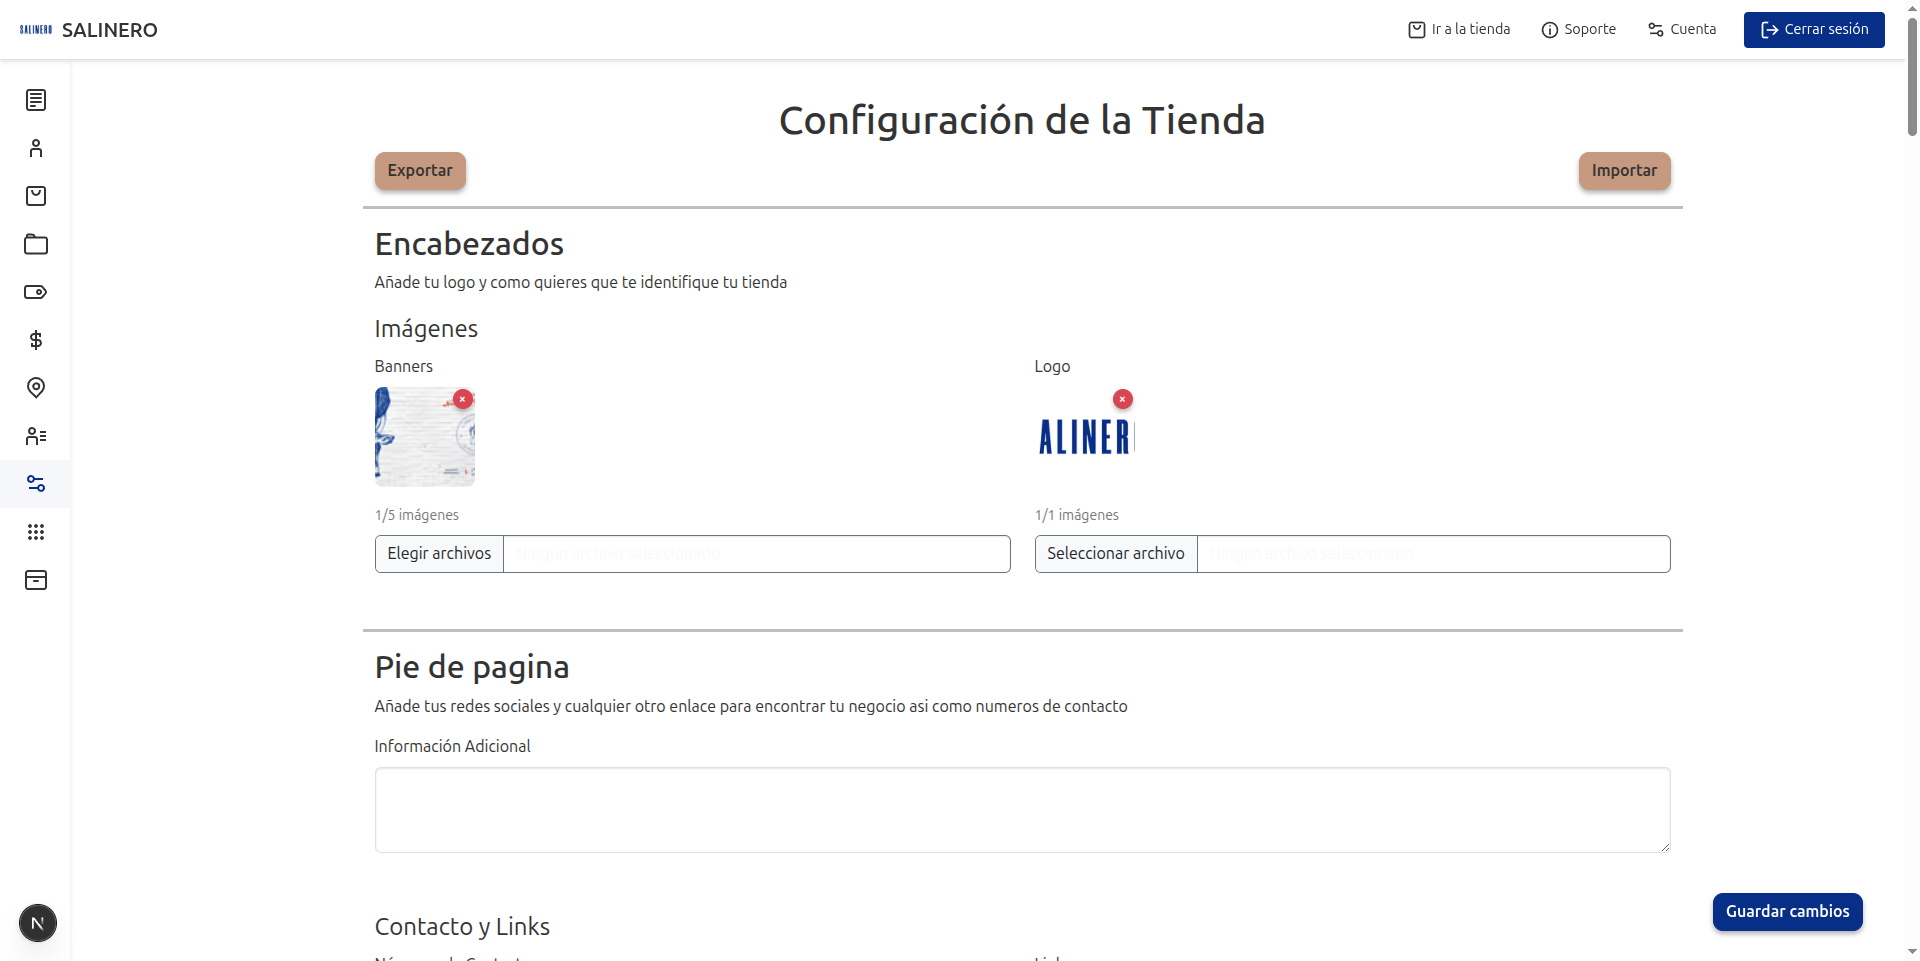 SALINERO SALINERO
Ir a la tienda
Soporte
Cuenta
Cerrar sesión
Configuración de la Tienda
Exportar
Importar
Encabezados
Añade tu logo y como quieres que te identifique tu tienda
Imágenes
Banners
Logo
×
×
ALINER
1/5 imágenes
1/1 imágenes
Elegir archivos Ningún archivo seleccionado
Seleccionar archivo Ningún archivo seleccionado
Pie de pagina
Añade tus redes sociales y cualquier otro enlace para encontrar tu negocio asi como numeros de contacto
Información Adicional
N
Guardar cambios
Contacto y Links